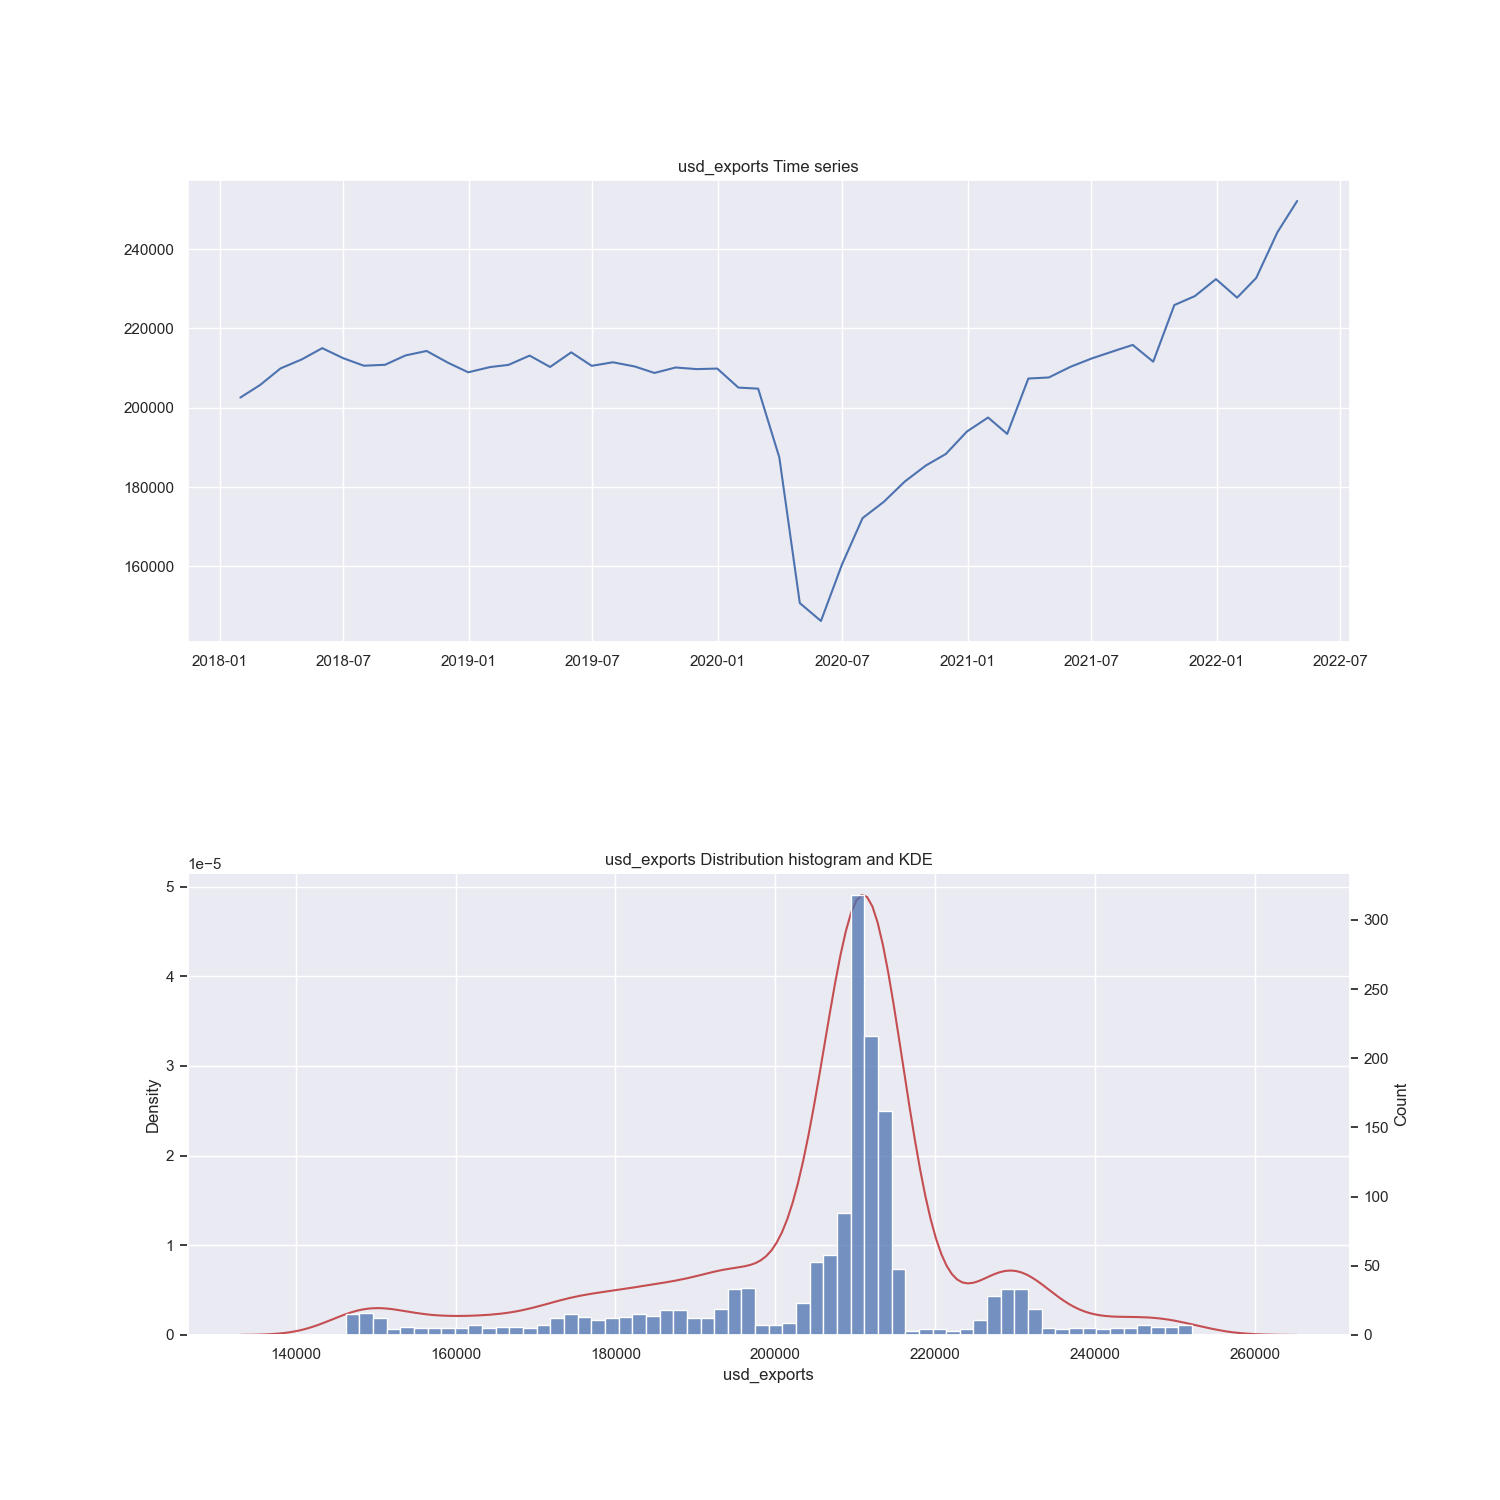 usd_exports Time series
240000
220000
200000
180000
160000
2018-01 2018-07 2019-01 2019-07 2020-01 2020-07 2021-01 2021-07 2022-01 2022-07
usd_exports Distribution histogram and KDE
1e−5
5
4
3
2
1
0
Density
300
250
200
150
100
50
0
Count
140000 160000 180000 200000 220000 240000 260000
usd_exports